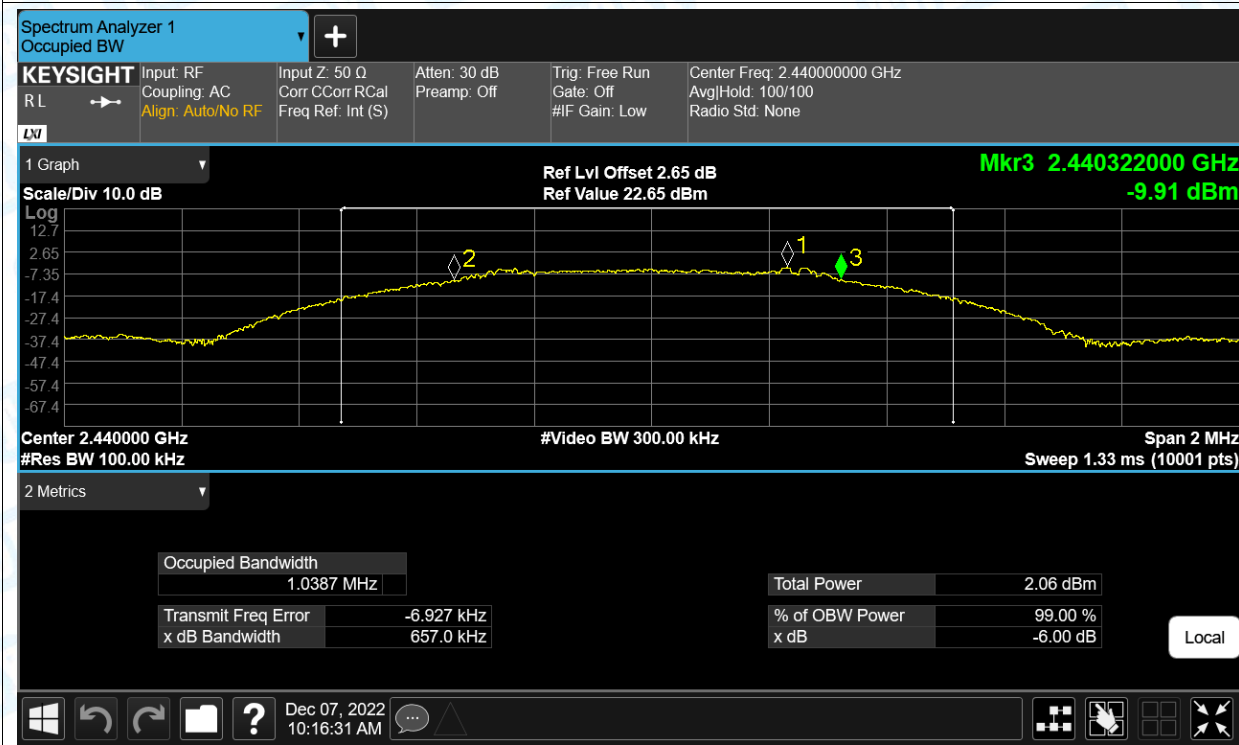 Spectrum Analyzer 1
Occupied BW
KEYSIGHT
R L
LXI
Input: RF
Coupling: AC
Align: Auto/No RF
Input Z: 50 Ω
Corr CCorr RCal
Freq Ref: Int (S)
Atten: 30 dB
Preamp: Off
Trig: Free Run
Gate: Off
#IF Gain: Low
Center Freq: 2.440000000 GHz
Avg|Hold: 100/100
Radio Std: None
1 Graph
Scale/Div 10.0 dB
Ref Lvl Offset 2.65 dB
Ref Value 22.65 dBm
Mkr3 2.440322000 GHz
-9.91 dBm
Log
12.7
2.65
-7.35
-17.4
-27.4
-37.4
-47.4
-57.4
-67.4
2
1
3
Center 2.440000 GHz
#Video BW 300.00 kHz
Span 2 MHz
#Res BW 100.00 kHz
Sweep 1.33 ms (10001 pts)
2 Metrics
Occupied Bandwidth
1.0387 MHz
Transmit Freq Error -6.927 kHz
x dB Bandwidth 657.0 kHz
Total Power 2.06 dBm
% of OBW Power 99.00 %
x dB -6.00 dB
Local
?
Dec 07, 2022
10:16:31 AM